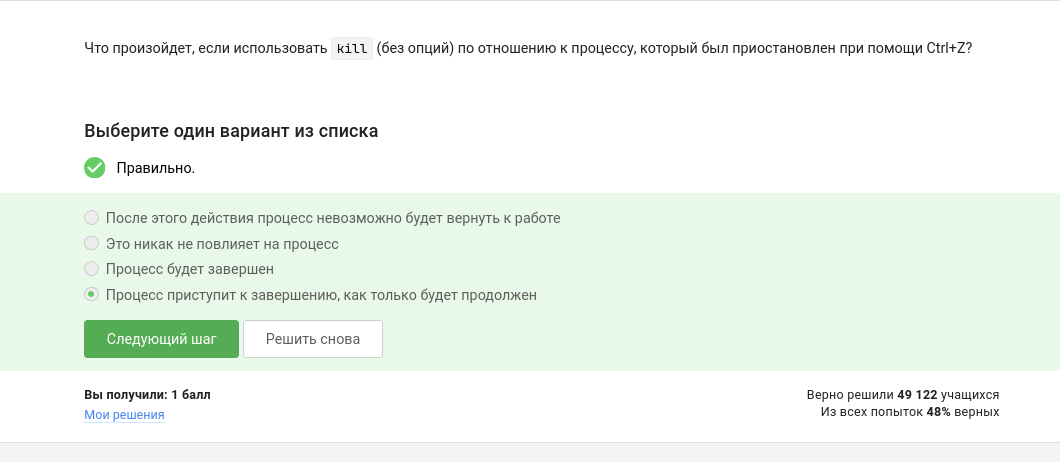 Что произойдет, если использовать kill (без опций) по отношению к процессу, который был приостановлен при помощи Ctrl+Z?
Выберите один вариант из списка
Правильно.
После этого действия процесс невозможно будет вернуть к работе
Это никак не повлияет на процесс
Процесс будет завершен
Процесс приступит к завершению, как только будет продолжен
Следующий шаг
Решить снова
Вы получили: 1 балл
Мои решения
Верно решили 49 122 учащихся
Из всех попыток 48% верных